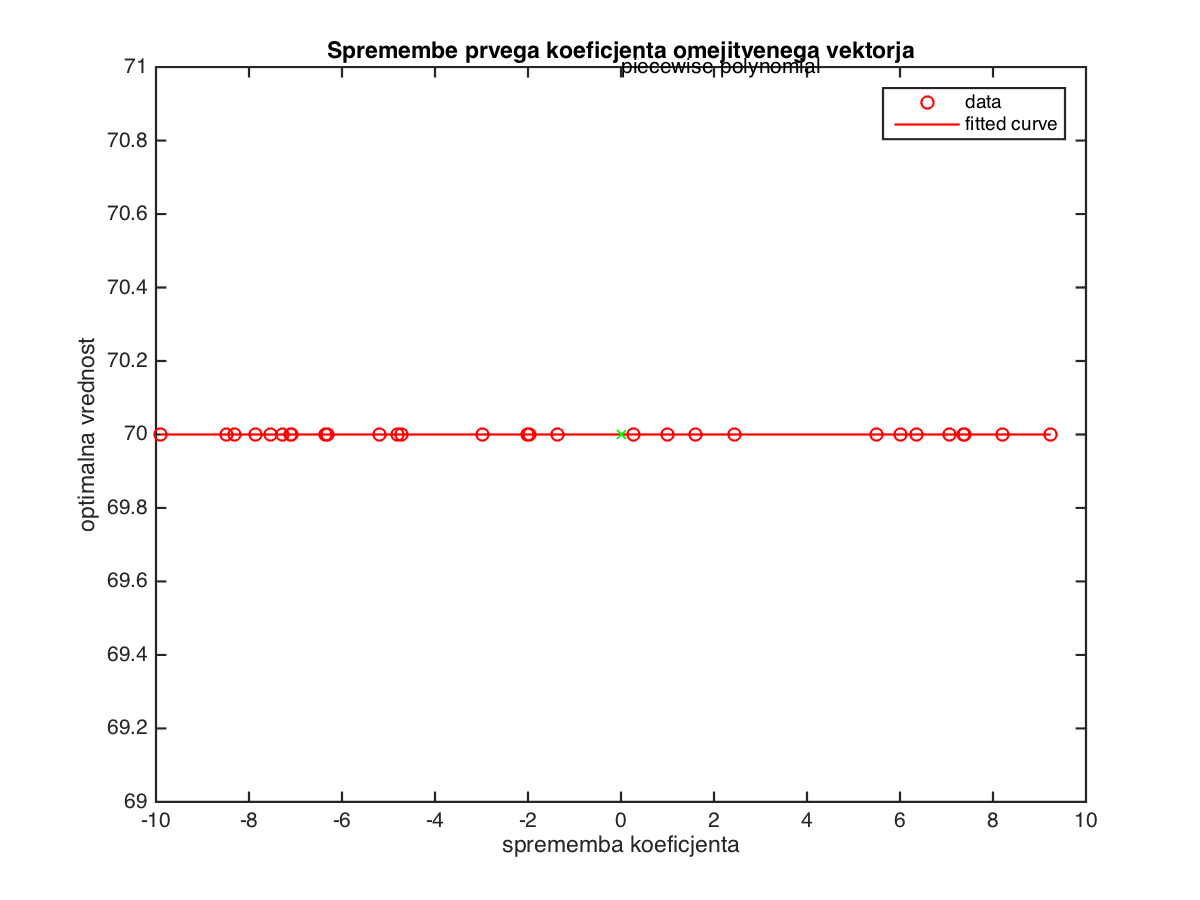 Spremembe prvega koeficjenta omejitvenega vektorja
piecewise polynomial
data
fitted curve
optimalna vrednost
71
70.8
70.6
70.4
70.2
70
69.8
69.6
69.4
69.2
69
-10 -8 -6 -4 -2 0 2 4 6 8 10
sprememba koeficjenta